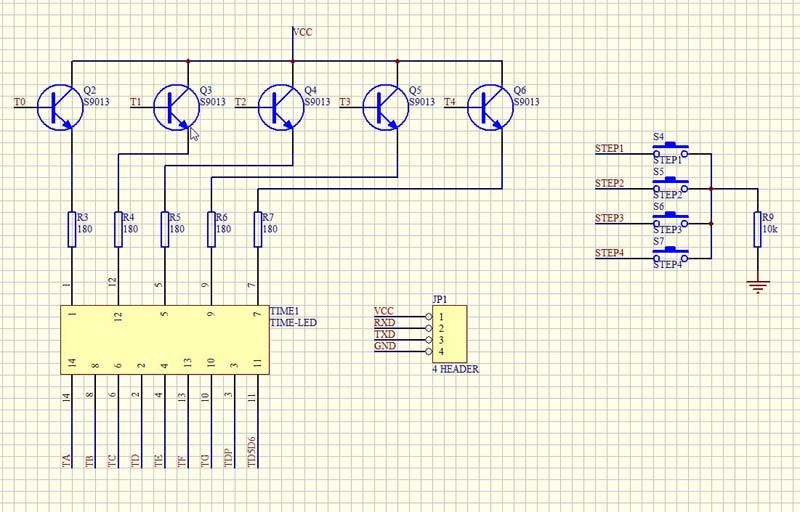 VCC
Q2
S9013
T0
Q3
S9013
T1
Q4
S9013
T2
Q5
S9013
T3
Q6
S9013
T4
S4
STEP1
STEP1
S5
STEP2
STEP2
S6
STEP3
STEP3
S7
STEP4
STEP4
R9
10k
R3
180
R4
180
R5
180
R6
180
R7
180
1
12
5
9
7
1
12
5
9
7
TIME1
TIME-LED
14
8
6
2
4
13
10
3
11
14
8
6
2
4
13
10
3
11
TA
TB
TC
TD
TE
TF
TG
TDP
TD5D6
JP1
VCC 1
RXD 2
TXD 3
GND 4
4 HEADER